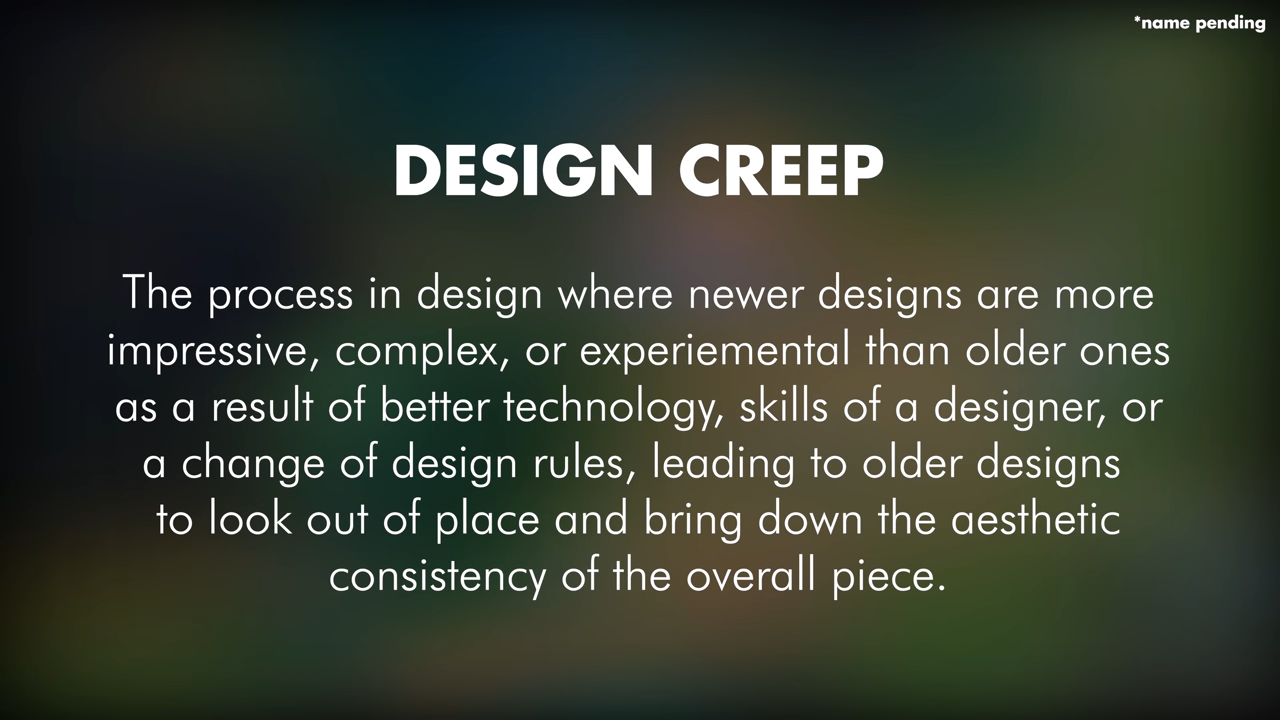 *name pending
DESIGN CREEP
The process in design where newer designs are more
impressive, complex, or experiemental than older ones
as a result of better technology, skills of a designer, or
a change of design rules, leading to older designs
to look out of place and bring down the aesthetic
consistency of the overall piece.